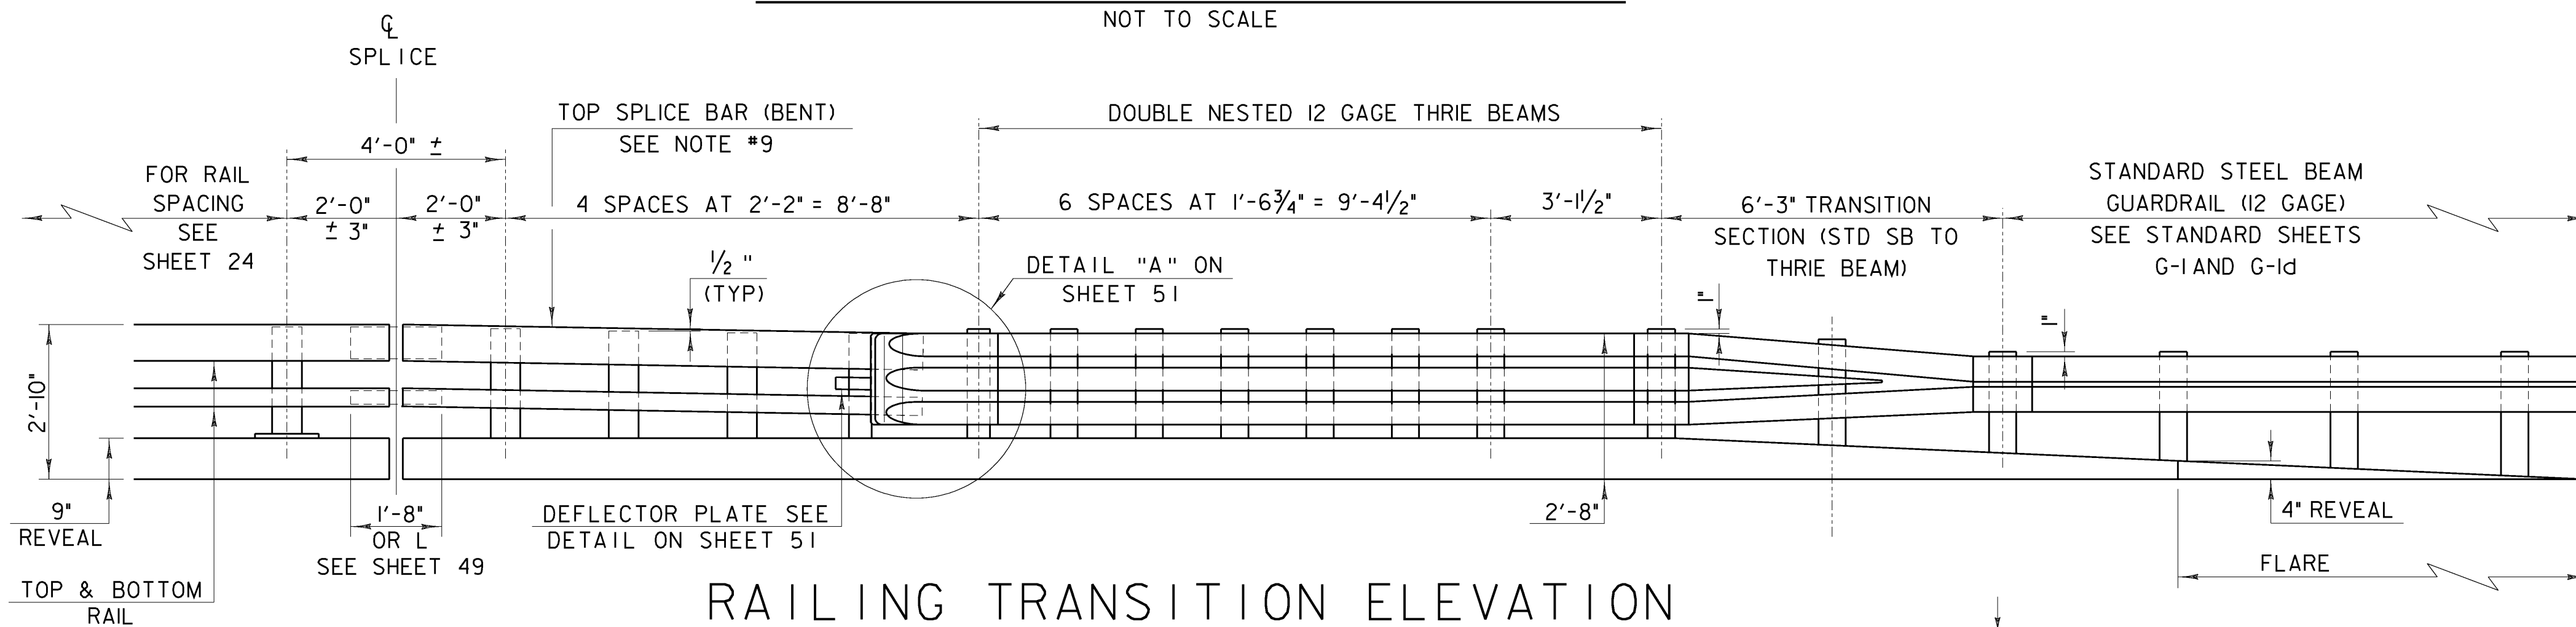 NOT TO SCALE
℄
SPLICE
TOP SPLICE BAR (BENT)
SEE NOTE #9
DOUBLE NESTED 12 GAGE THRIE BEAMS
4'-0" ±
FOR RAIL
SPACING
SEE
SHEET 24
2'-0"
± 3"
2'-0"
± 3"
4 SPACES AT 2'-2" = 8'-8"
6 SPACES AT 1'-6¾" = 9'-4½"
3'-1½"
6'-3" TRANSITION
SECTION (STD SB TO
THRIE BEAM)
STANDARD STEEL BEAM
GUARDRAIL (12 GAGE)
SEE STANDARD SHEETS
G-1 AND G-1d
½ "
(TYP)
DETAIL "A" ON
SHEET 51
1"
1"
2'-10"
9"
REVEAL
1'-8"
OR L
SEE SHEET 49
DEFLECTOR PLATE SEE
DETAIL ON SHEET 51
2'-8"
4" REVEAL
FLARE
TOP & BOTTOM
RAIL
RAILING TRANSITION ELEVATION